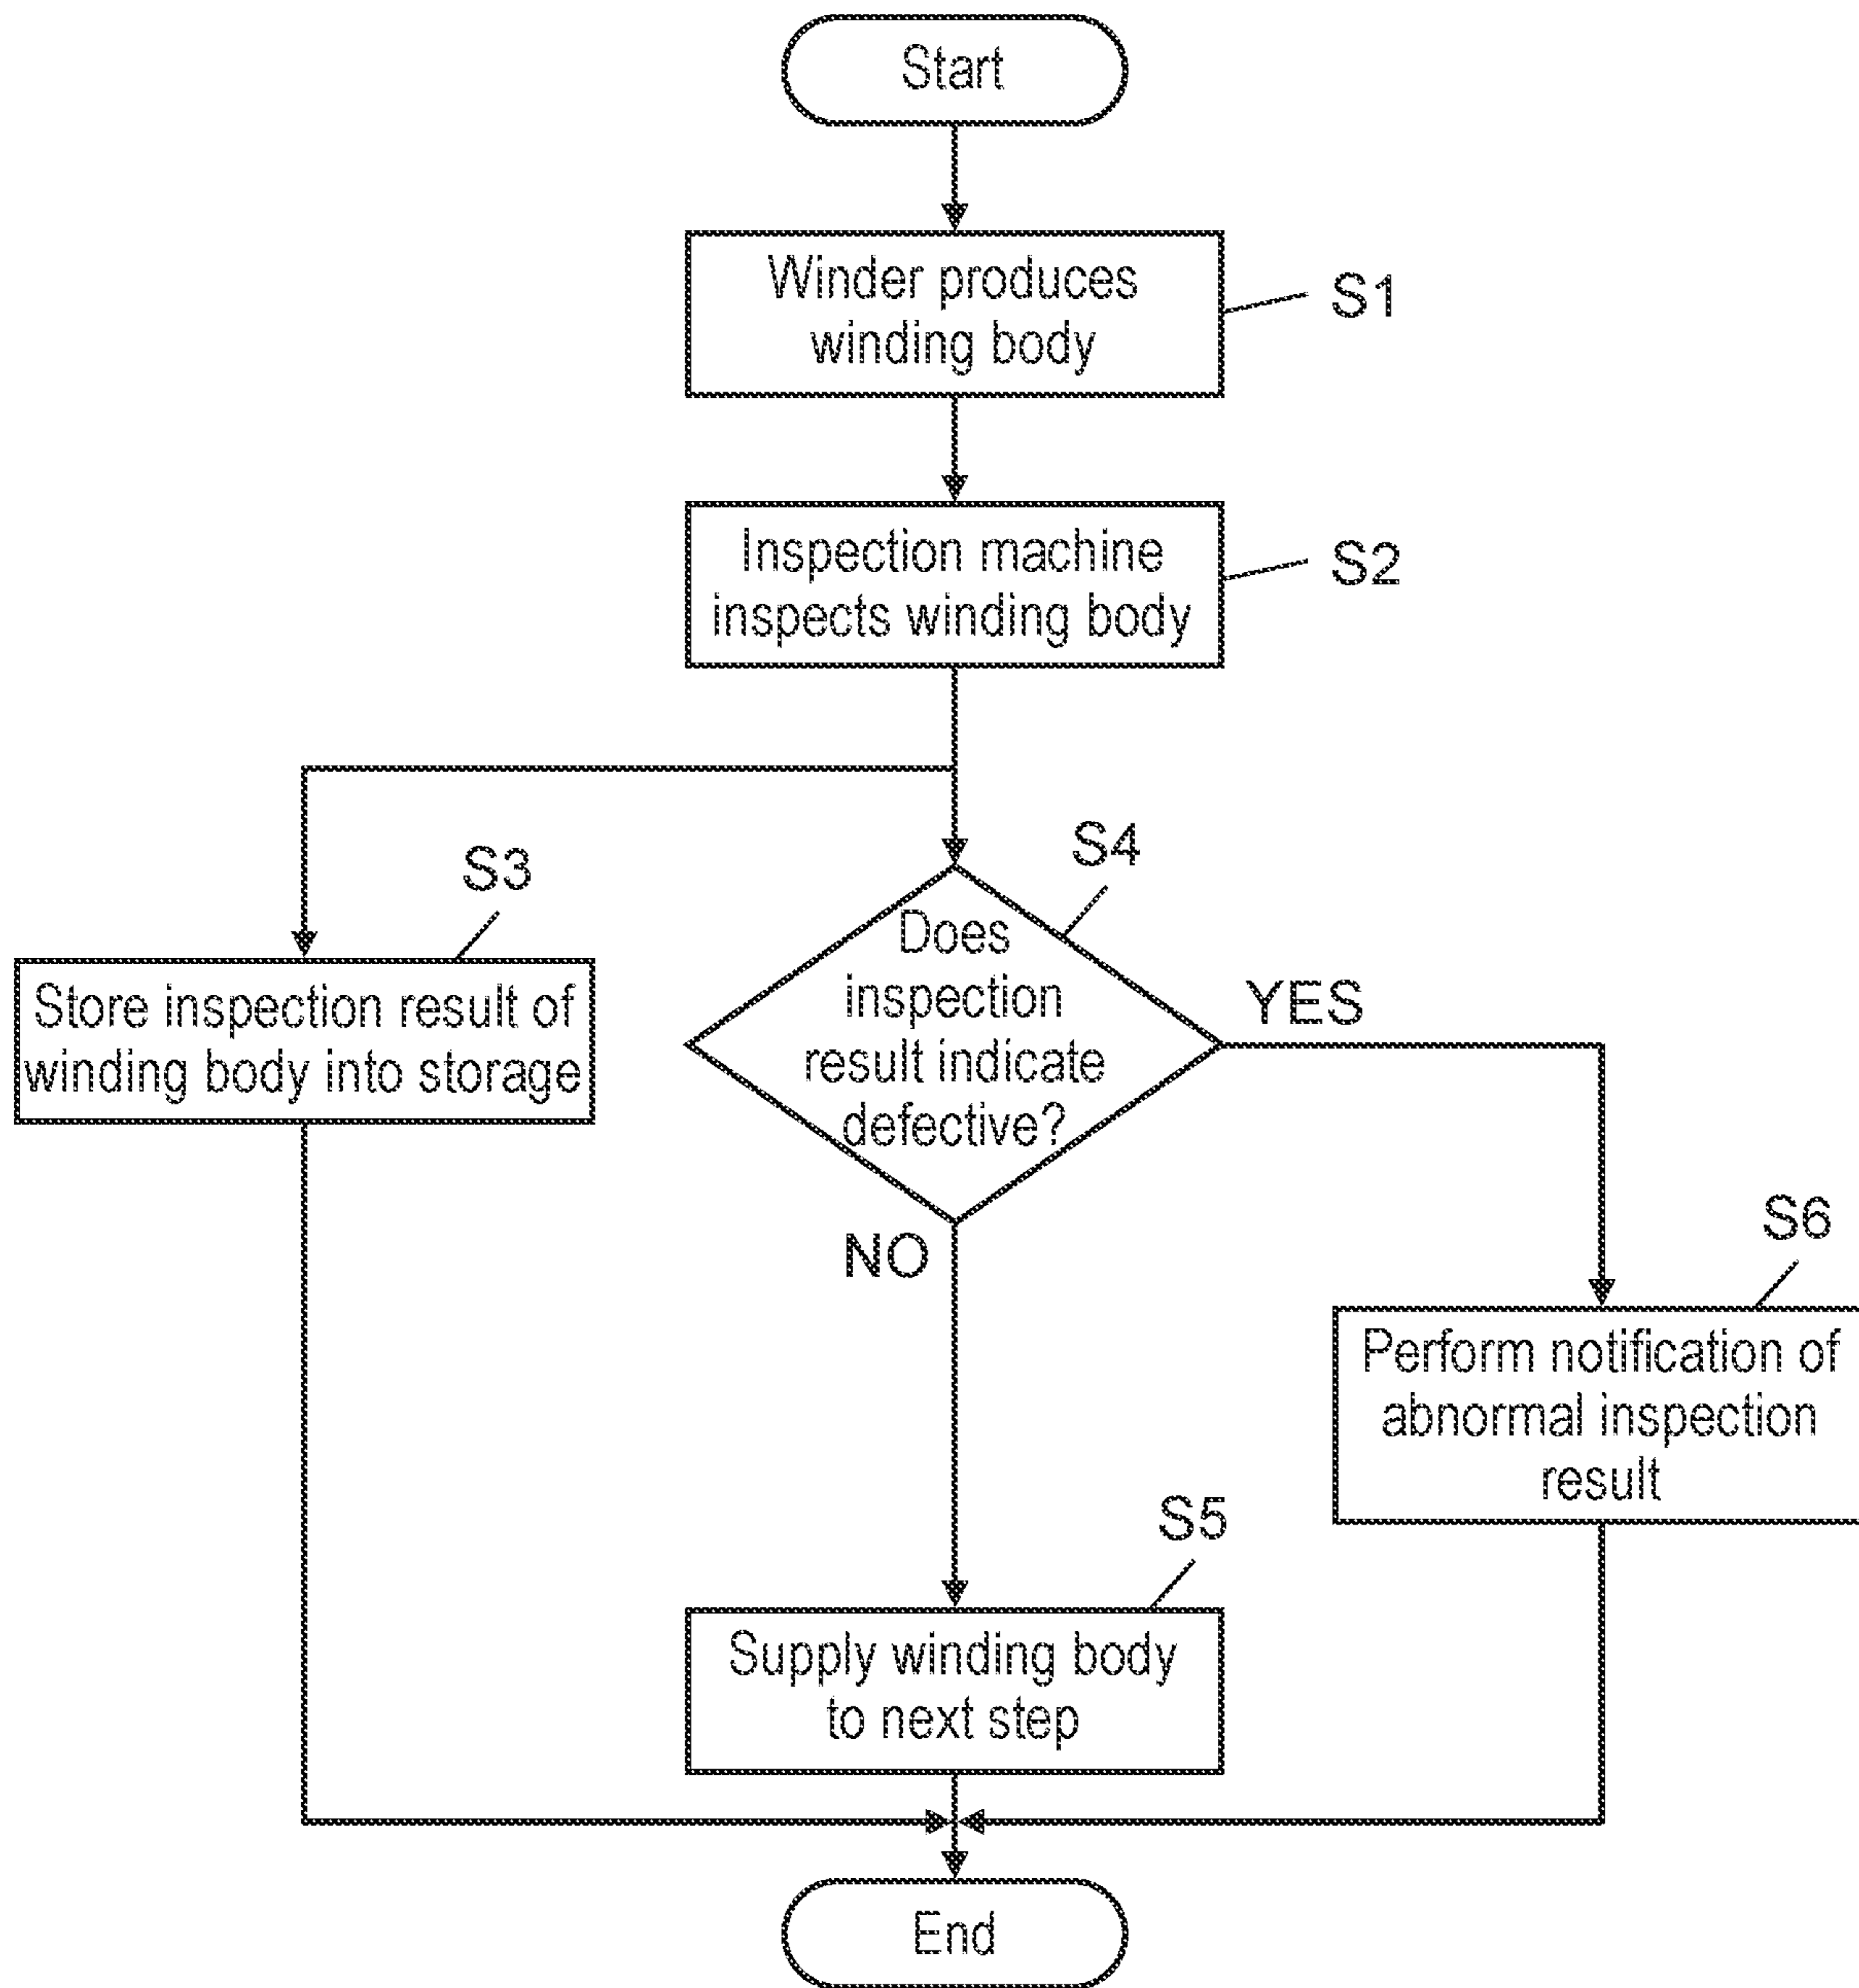 Start
Winder produces
winding body
S1
Inspection machine
inspects winding body
S2
S3
Store inspection result of
winding body into storage
S4
Does
inspection
result indicate
defective?
YES
NO
S6
Perform notification of
abnormal inspection
result
S5
Supply winding body
to next step
End